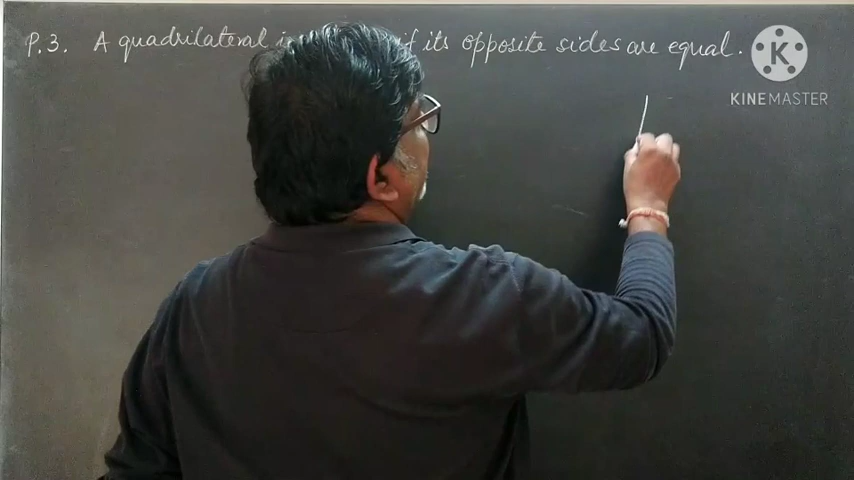 P.3. A quadrilateral if its opposite sides are equal.
K
KINEMASTER